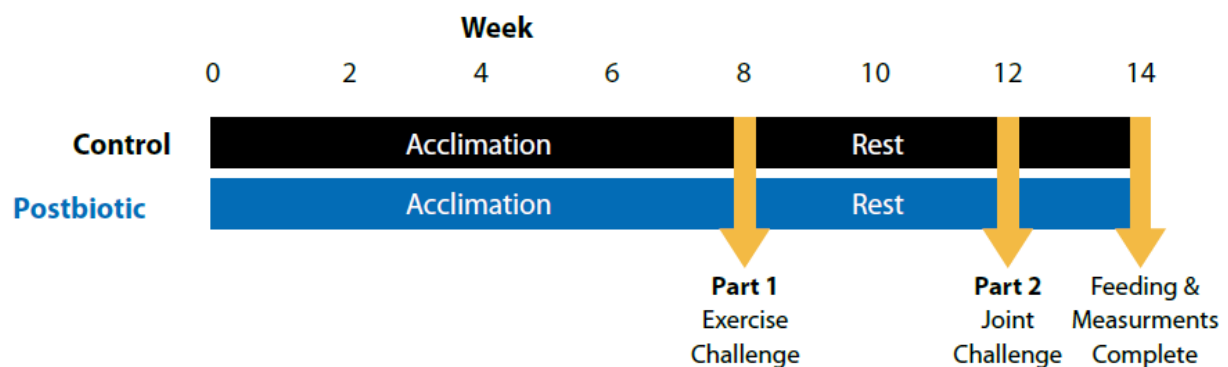 Week
0 2 4 6 8 10 12 14
Control Acclimation Rest
Postbiotic Acclimation Rest
Part 1
Exercise
Challenge
Part 2
Joint
Challenge
Feeding &
Measurments
Complete